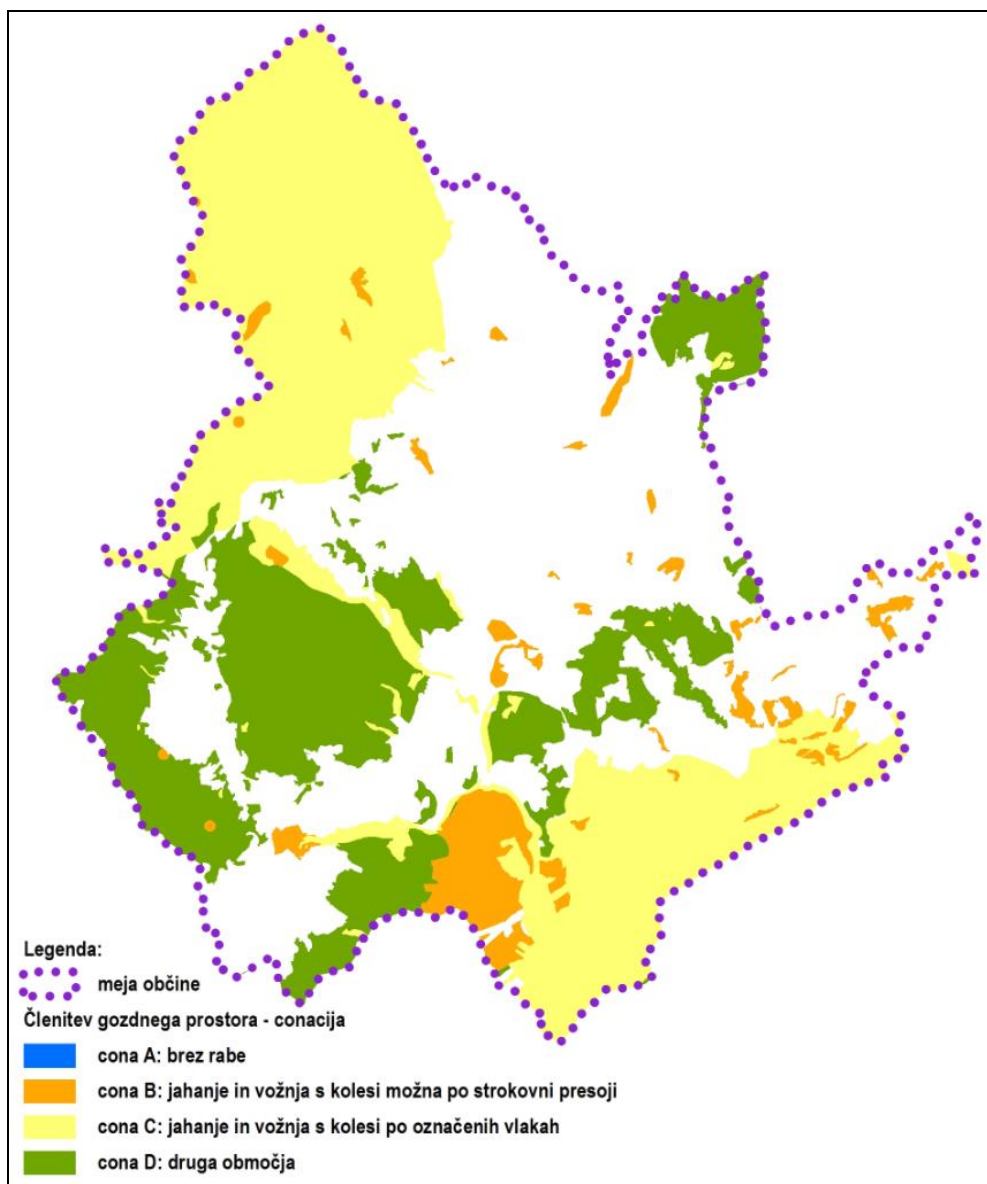 Legenda:
meja občine
Členitev gozdnega prostora - conacija
cona A: brez rabe
cona B: jahanje in vožnja s kolesi možna po strokovni presoji
cona C: jahanje in vožnja s kolesi po označenih vlakah
cona D: druga območja